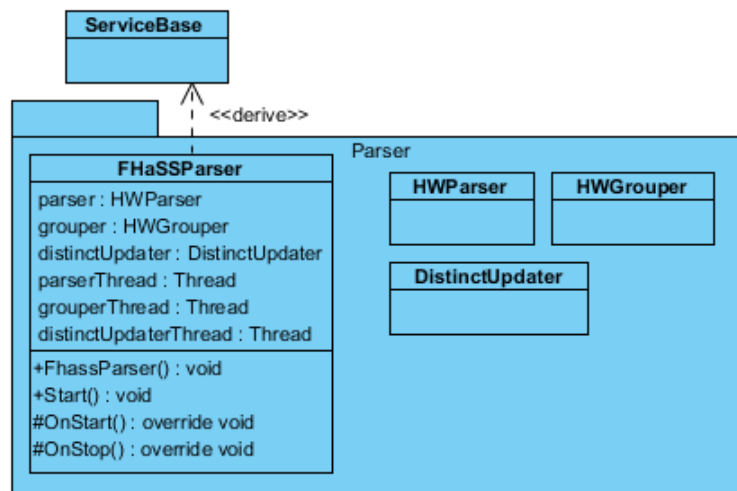 ServiceBase
<<derive>>
Parser
FHaSSParser
parser : HWParser
grouper : HWGrouper
distinctUpdater : DistinctUpdater
parserThread : Thread
grouperThread : Thread
distinctUpdaterThread : Thread
+FhassParser() : void
+Start() : void
#OnStart() : override void
#OnStop() : override void
HWParser
HWGrouper
DistinctUpdater